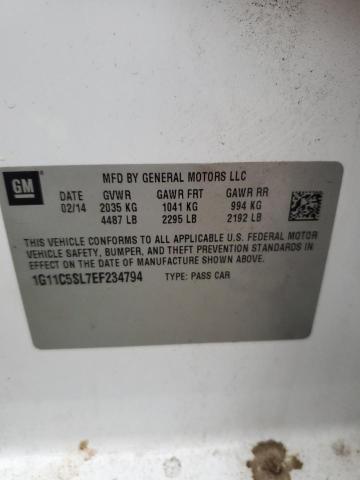 MFD BY GENERAL MOTORS LLC
GM
DATE GVWR GAWR FRT GAWR RR
02/14 2035 KG 1041 KG 994 KG
4487 LB 2295 LB 2192 LB
THIS VEHICLE CONFORMS TO ALL APPLICABLE U.S. FEDERAL MOTOR
VEHICLE SAFETY, BUMPER, AND THEFT PREVENTION STANDARDS IN
EFFECT ON THE DATE OF MANUFACTURE SHOWN ABOVE.
1G11C5SL7EF234794 TYPE: PASS CAR